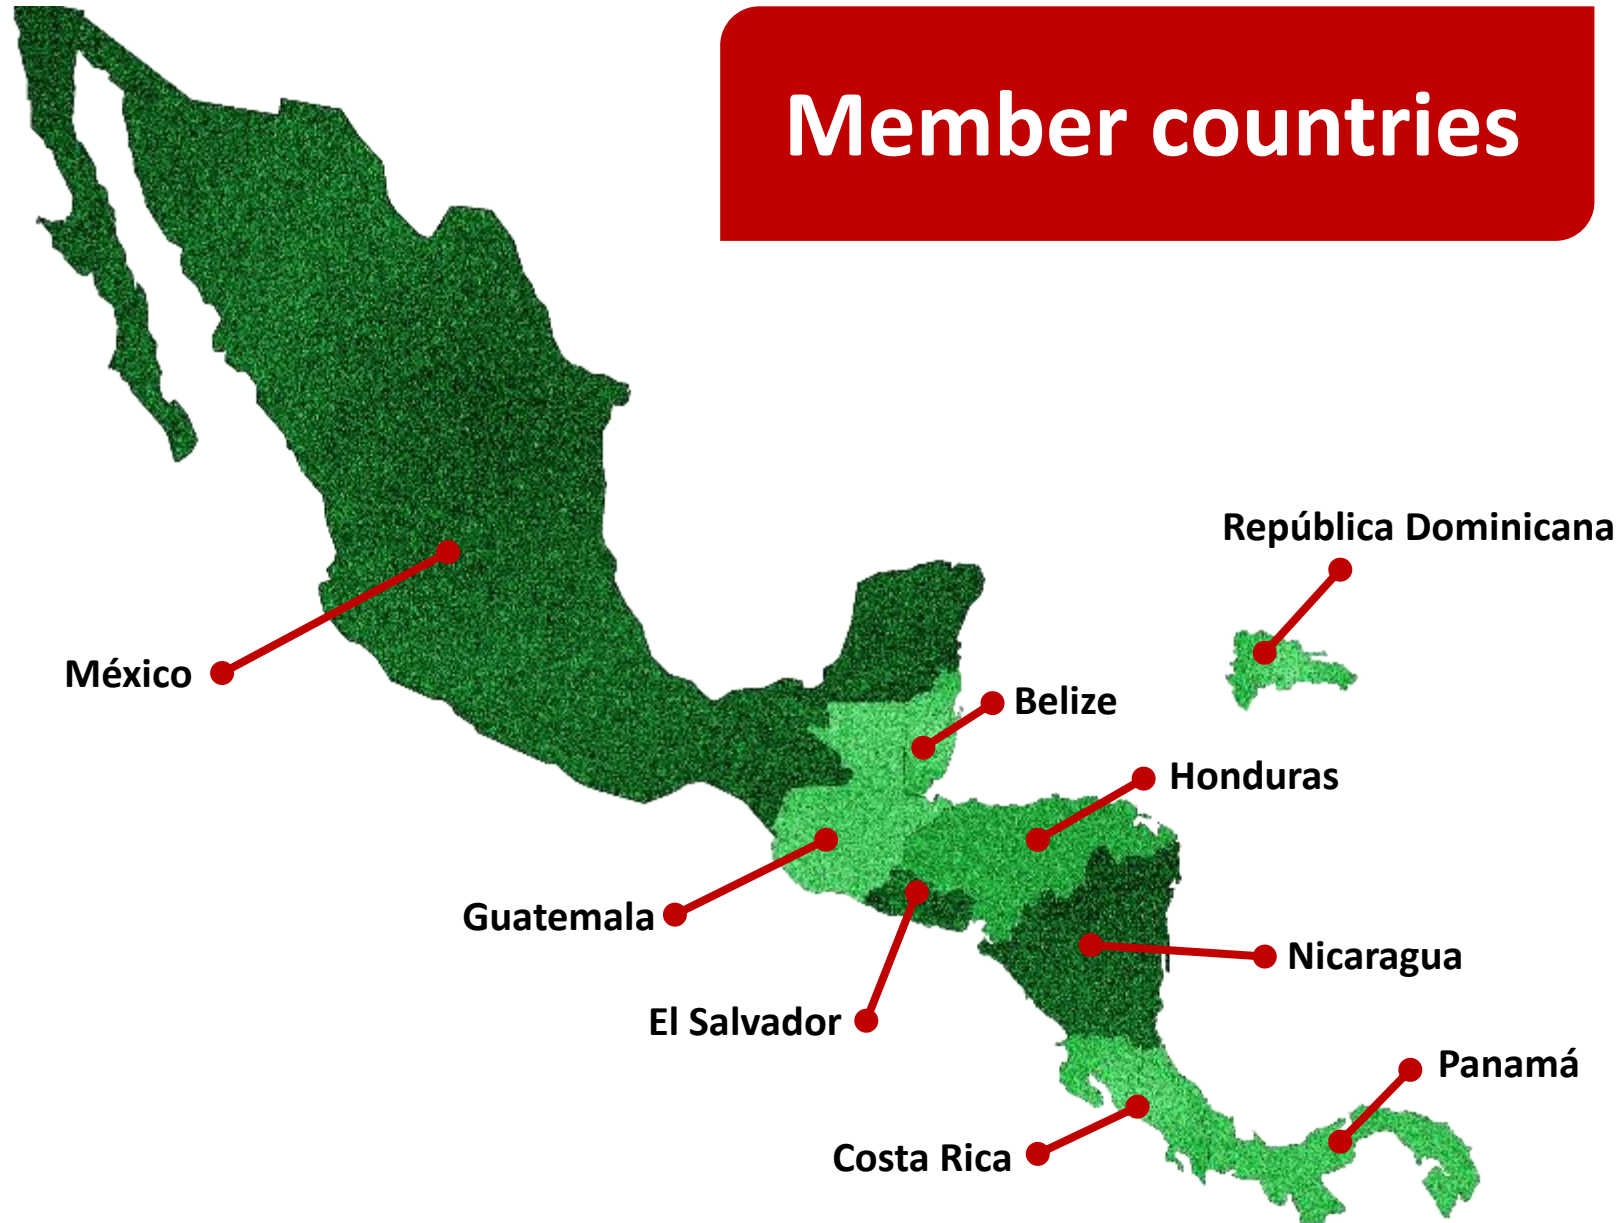 Member countries
República Dominicana
México
Belize
Honduras
Guatemala
Nicaragua
El Salvador
Panamá
Costa Rica